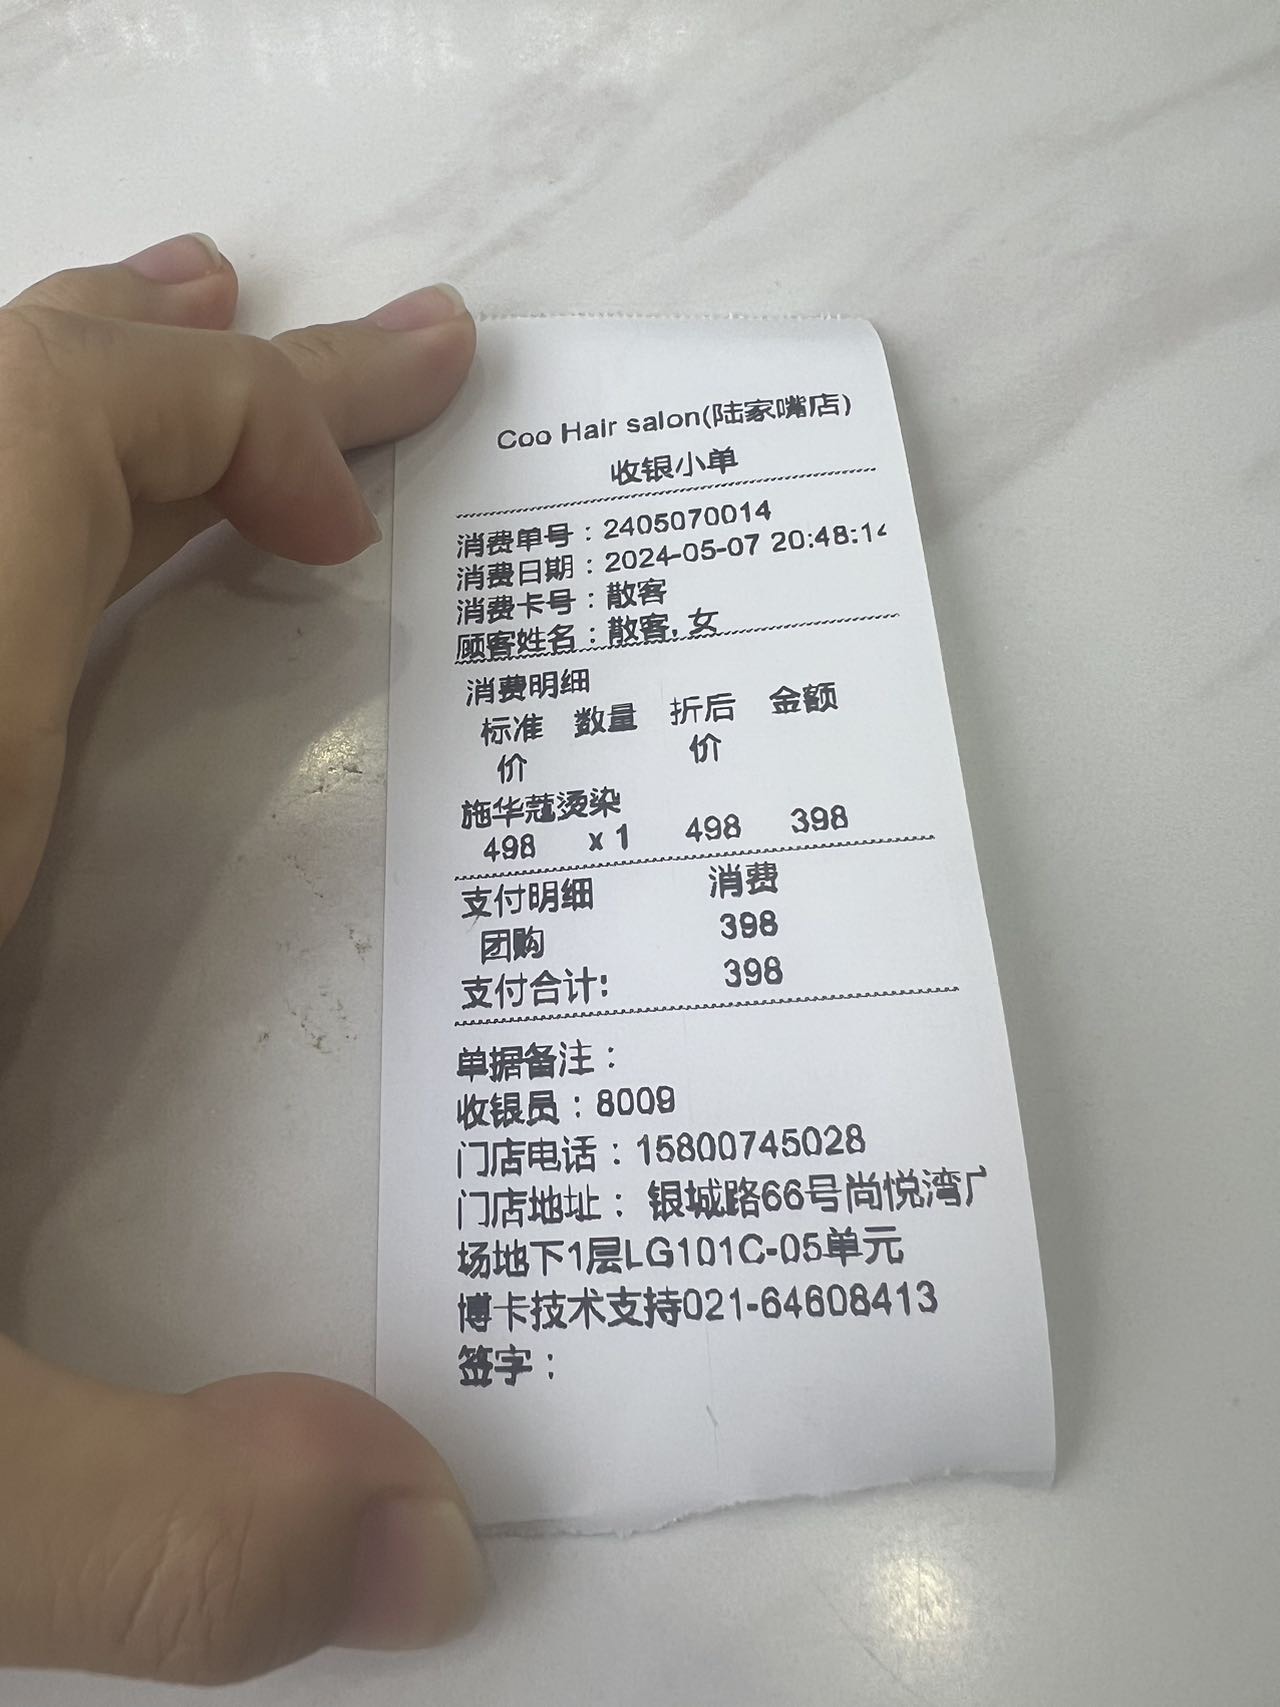 Coo Hair salon(陆家嘴店)
收银小单
消费单号：2405070014
消费日期：2024-05-07 20:48:14
消费卡号：散客
顾客姓名：散客, 女
消费明细
标准 数量 折后 金额
价 价
施华蔻烫染
498 x 1 498 398
支付明细 消费
团购 398
支付合计: 398
单据备注：
收银员：8009
门店电话：15800745028
门店地址： 银城路66号尚悦湾广
场地下1层LG101C-05单元
博卡技术支持021-64608413
签字：